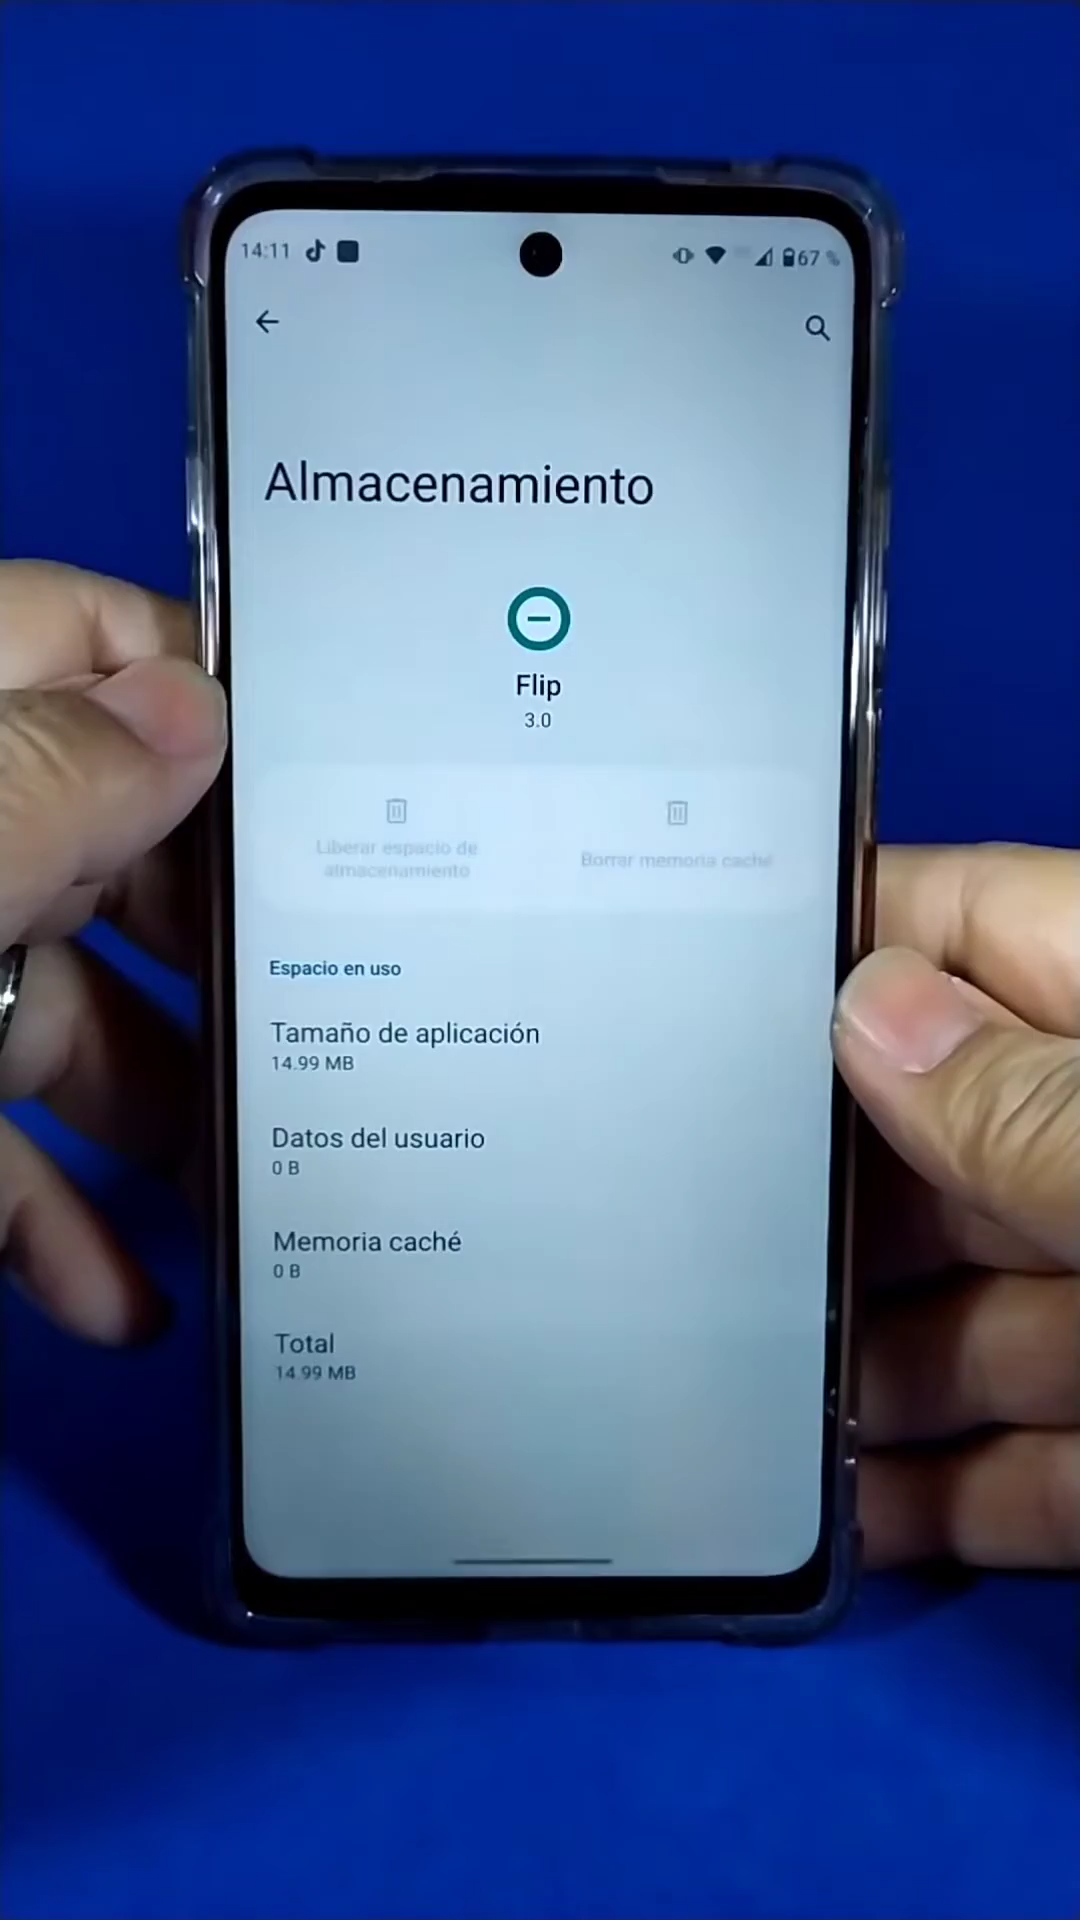 14:11
67 %
Almacenamiento
Flip
3.0
Liberar espacio de
almacenamiento
Borrar memoria caché
Espacio en uso
Tamaño de aplicación
14.99 MB
Datos del usuario
0 B
Memoria caché
0 B
Total
14.99 MB